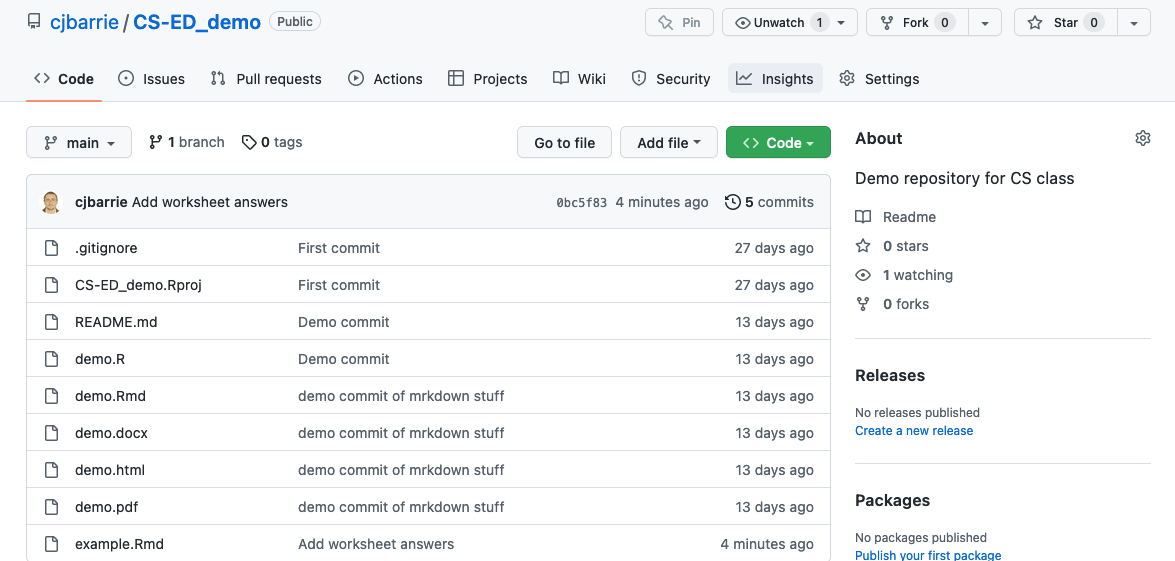 cjbarrie / CS-ED_demo Public
Pin
Unwatch 1
Fork 0
Star 0
Code
Issues
Pull requests
Actions
Projects
Wiki
Security
Insights
Settings
main
1 branch
0 tags
Go to file
Add file
Code
cjbarrie Add worksheet answers 0bc5f83 4 minutes ago 5 commits
.gitignore First commit 27 days ago
CS-ED_demo.Rproj First commit 27 days ago
README.md Demo commit 13 days ago
demo.R Demo commit 13 days ago
demo.Rmd demo commit of mrkdown stuff 13 days ago
demo.docx demo commit of mrkdown stuff 13 days ago
demo.html demo commit of mrkdown stuff 13 days ago
demo.pdf demo commit of mrkdown stuff 13 days ago
example.Rmd Add worksheet answers 4 minutes ago
About
Demo repository for CS class
Readme
0 stars
1 watching
0 forks
Releases
No releases published
Create a new release
Packages
No packages published
Publish your first package